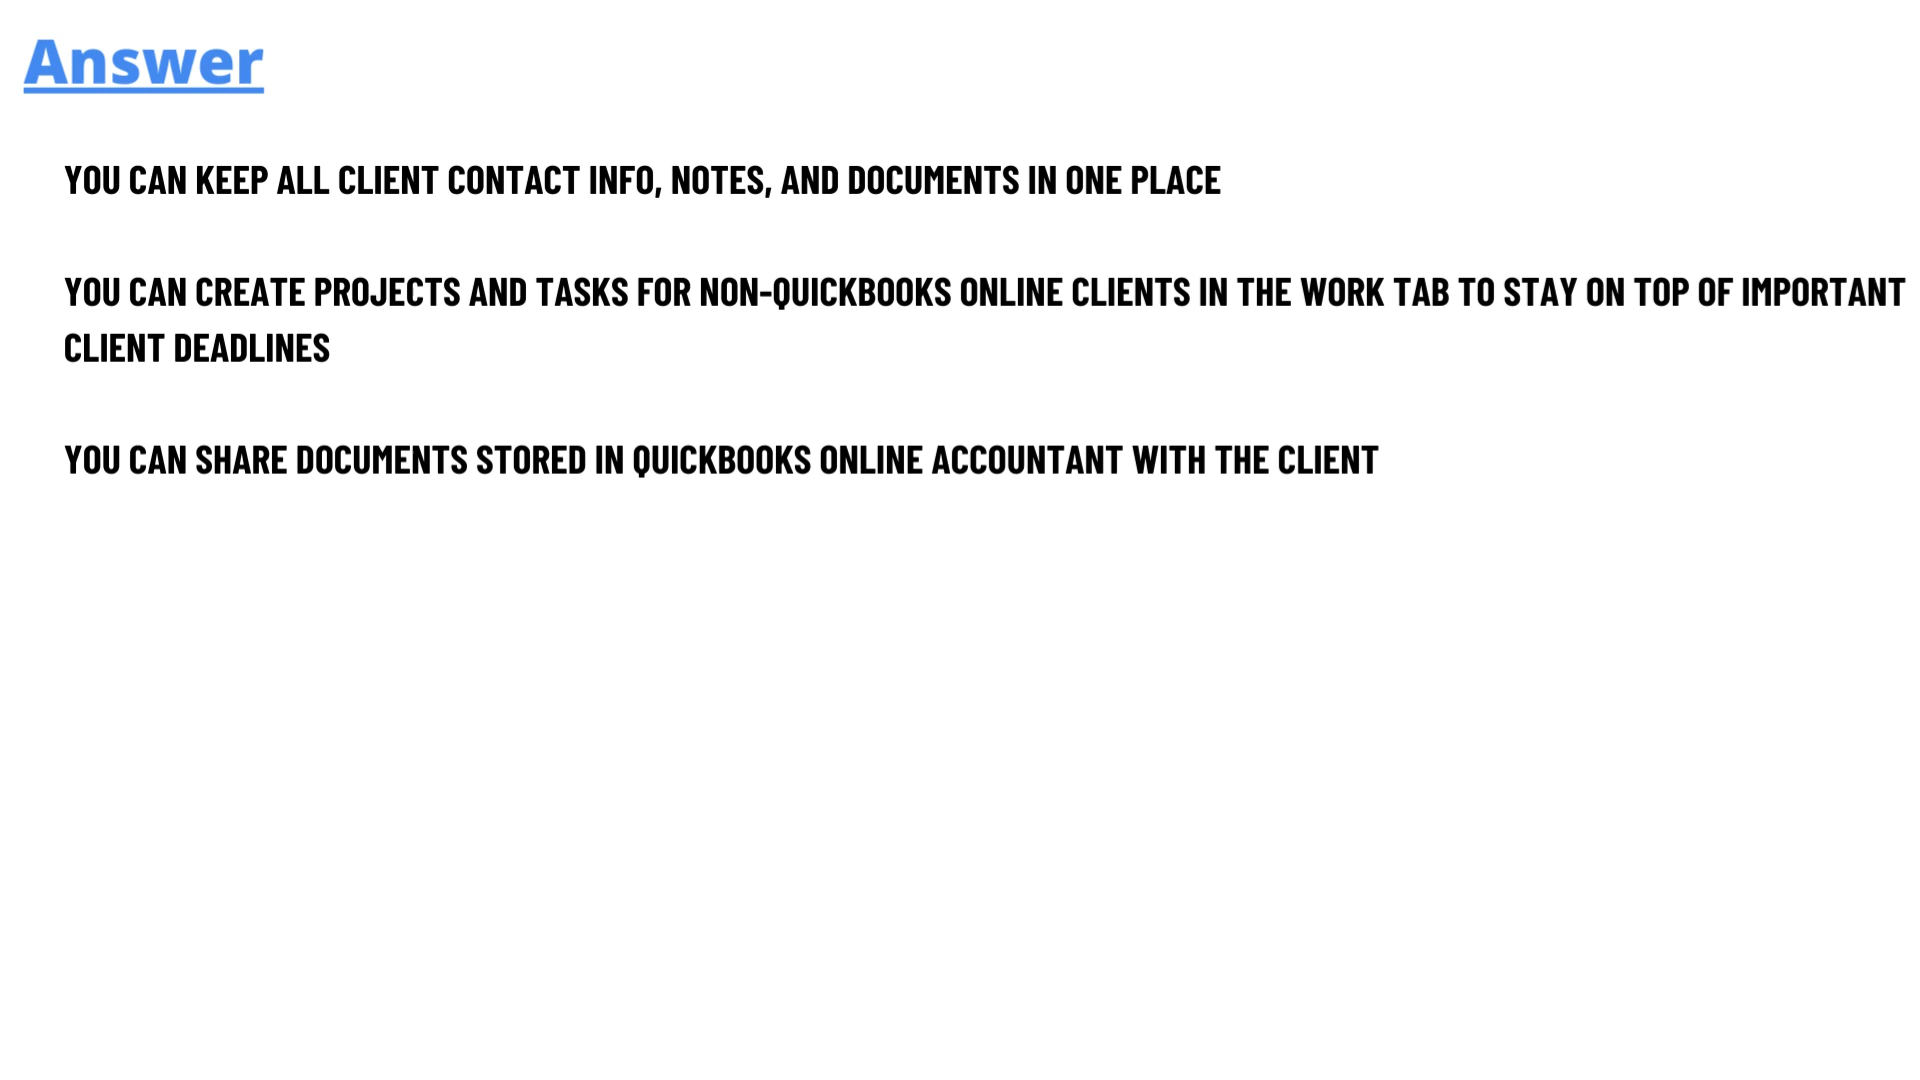 Answer
YOU CAN KEEP ALL CLIENT CONTACT INFO, NOTES, AND DOCUMENTS IN ONE PLACE
YOU CAN CREATE PROJECTS AND TASKS FOR NON-QUICKBOOKS ONLINE CLIENTS IN THE WORK TAB TO STAY ON TOP OF IMPORTANT
CLIENT DEADLINES
YOU CAN SHARE DOCUMENTS STORED IN QUICKBOOKS ONLINE ACCOUNTANT WITH THE CLIENT